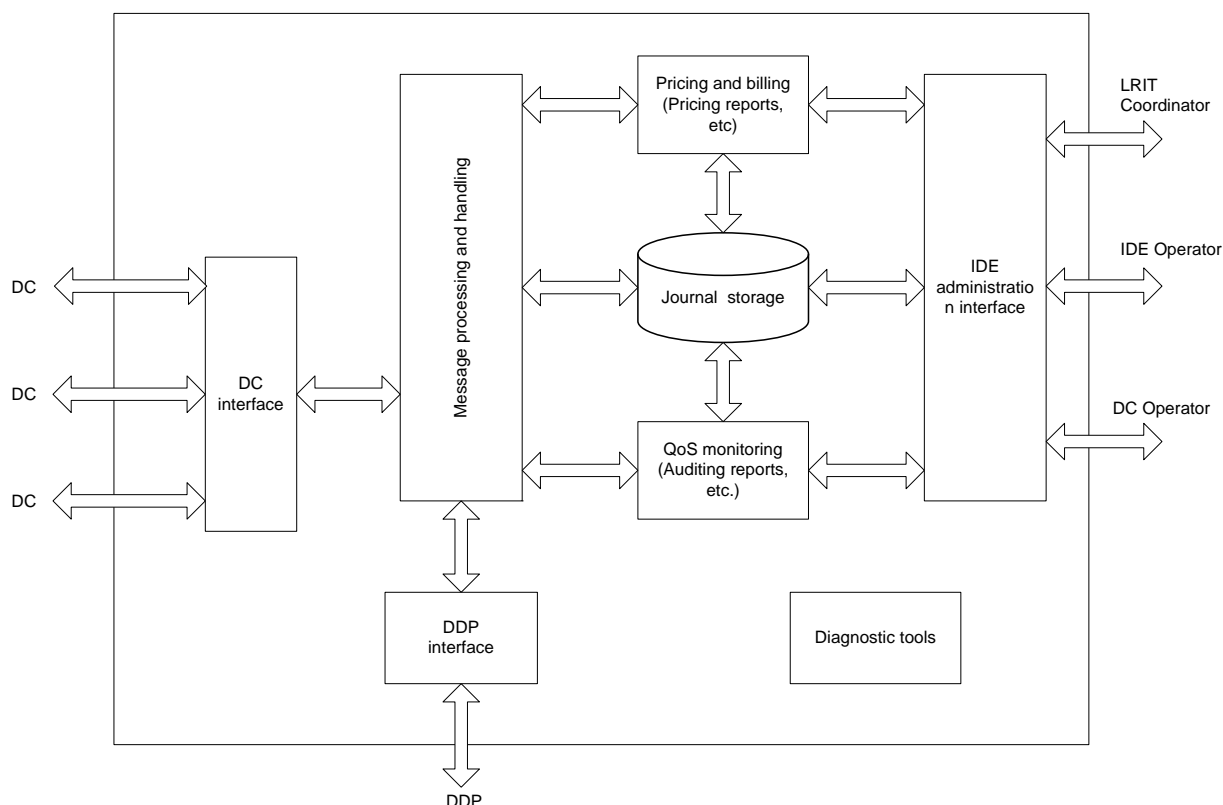 Pricing and billing
(Pricing reports,
etc)
LRIT
Coordinator
Message processing and handling
IDE Operator
DC
Journal storage
IDE
administratio
n interface
DC
DC
interface
DC Operator
DC
QoS monitoring
(Auditing reports,
etc.)
DDP
interface
Diagnostic tools
DDP